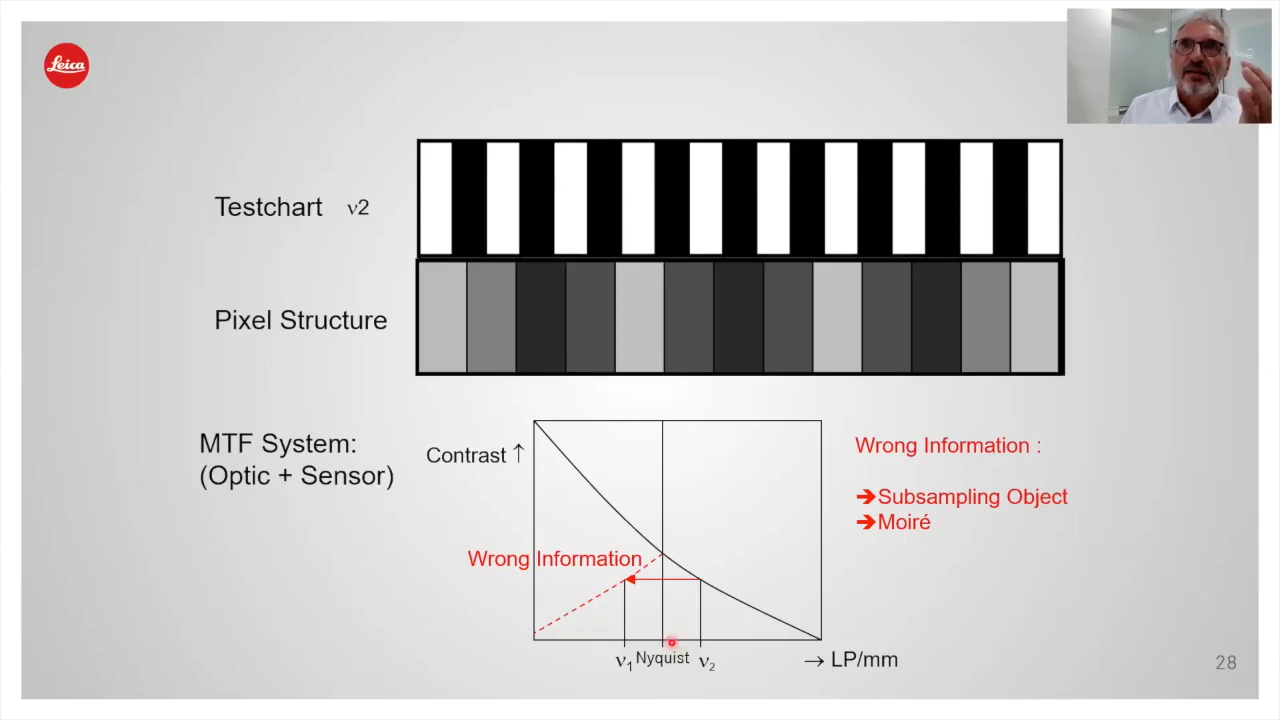 Leica
Testchart ν2
Pixel Structure
MTF System:
(Optic + Sensor)
Contrast ↑
Wrong Information :
➔Subsampling Object
➔Moiré
Wrong Information
ν1 Nyquist ν2
→ LP/mm
28